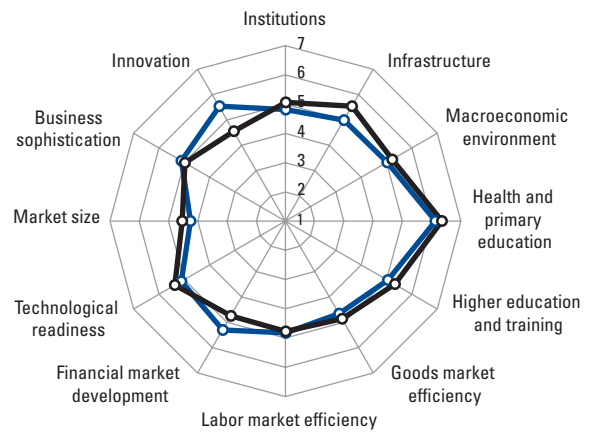 Institutions
Infrastructure
Macroeconomic
environment
Health and
primary
education
Higher education
and training
Goods market
efficiency
Labor market efficiency
Financial market
development
Technological
readiness
Market size
Business
sophistication
Innovation
7
6
5
4
3
2
1